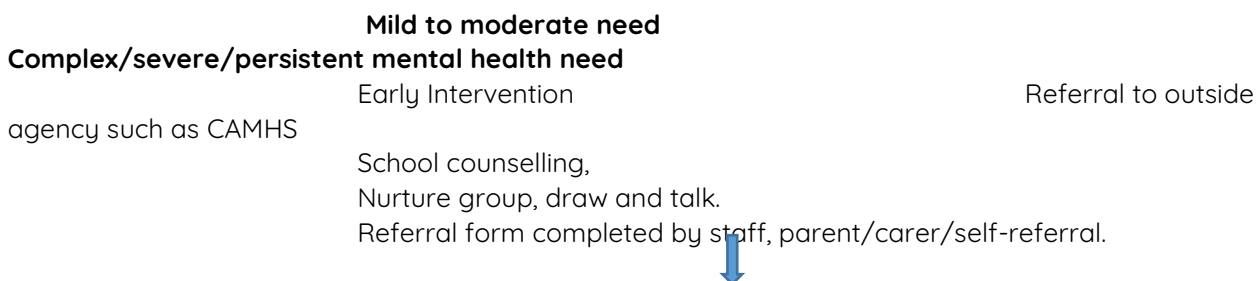 Mild to moderate need
Complex/severe/persistent mental health need
Early Intervention Referral to outside
agency such as CAMHS
School counselling,
Nurture group, draw and talk.
Referral form completed by staff, parent/carer/self-referral.